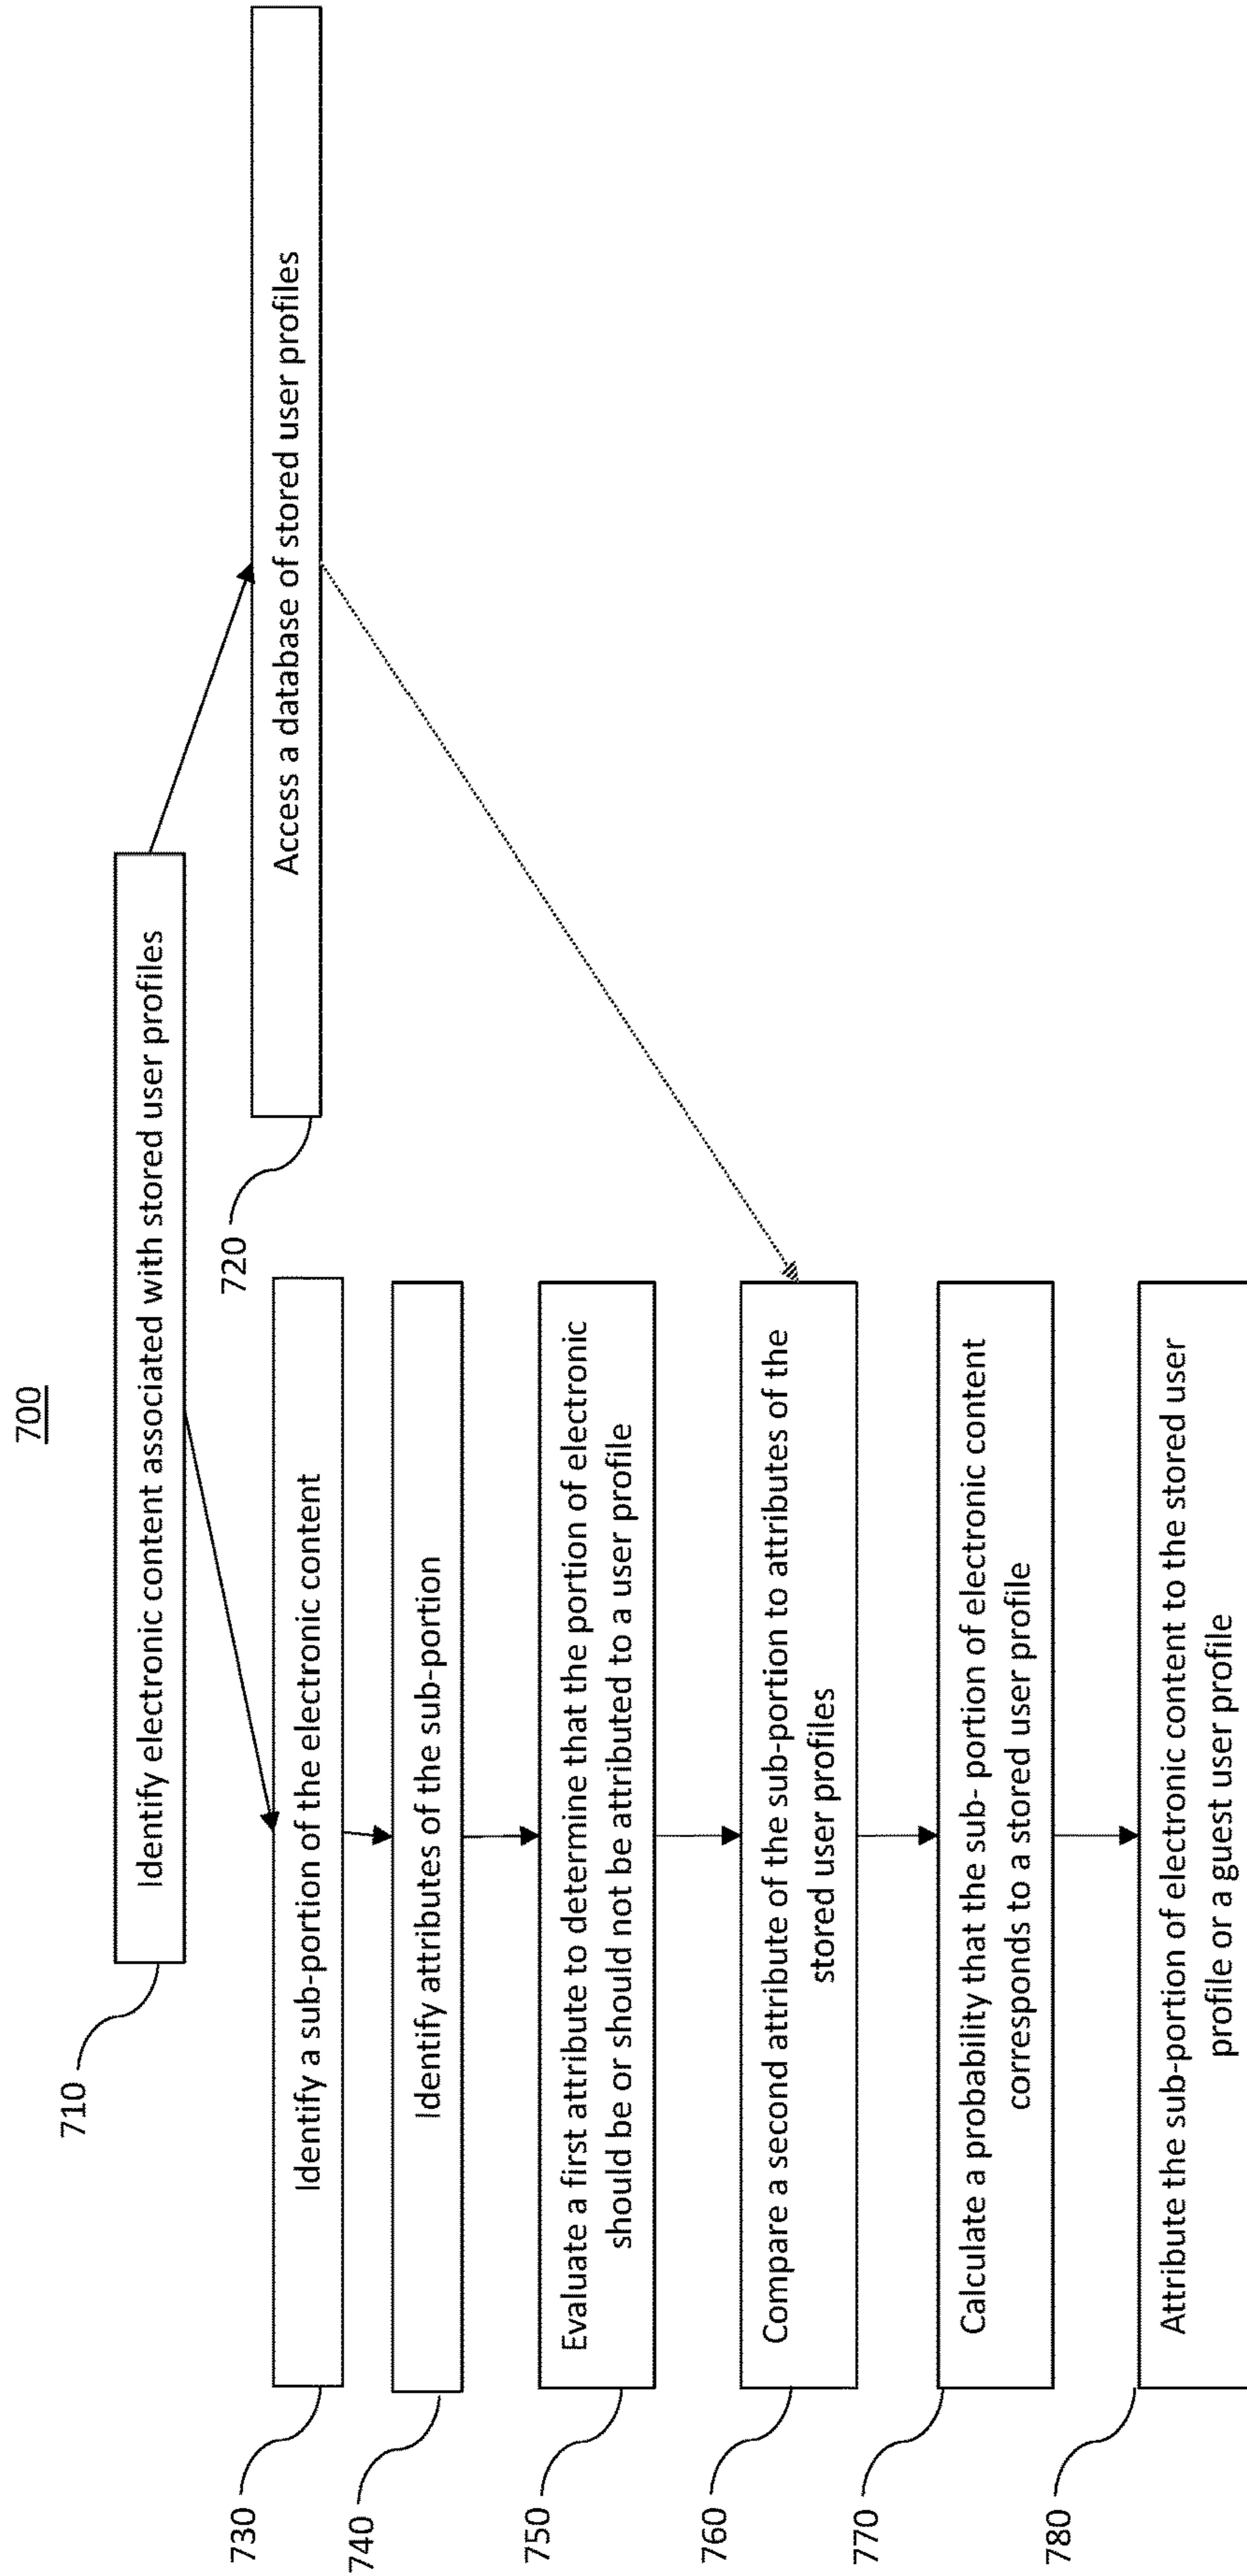 700
710
Identify electronic content associated with stored user profiles
720
Access a database of stored user profiles
730
Identify a sub-portion of the electronic content
740
Identify attributes of the sub-portion
750
Evaluate a first attribute to determine that the portion of electronic
should be or should not be attributed to a user profile
760
Compare a second attribute of the sub-portion to attributes of the
stored user profiles
770
Calculate a probability that the sub- portion of electronic content
corresponds to a stored user profile
780
Attribute the sub-portion of electronic content to the stored user
profile or a guest user profile